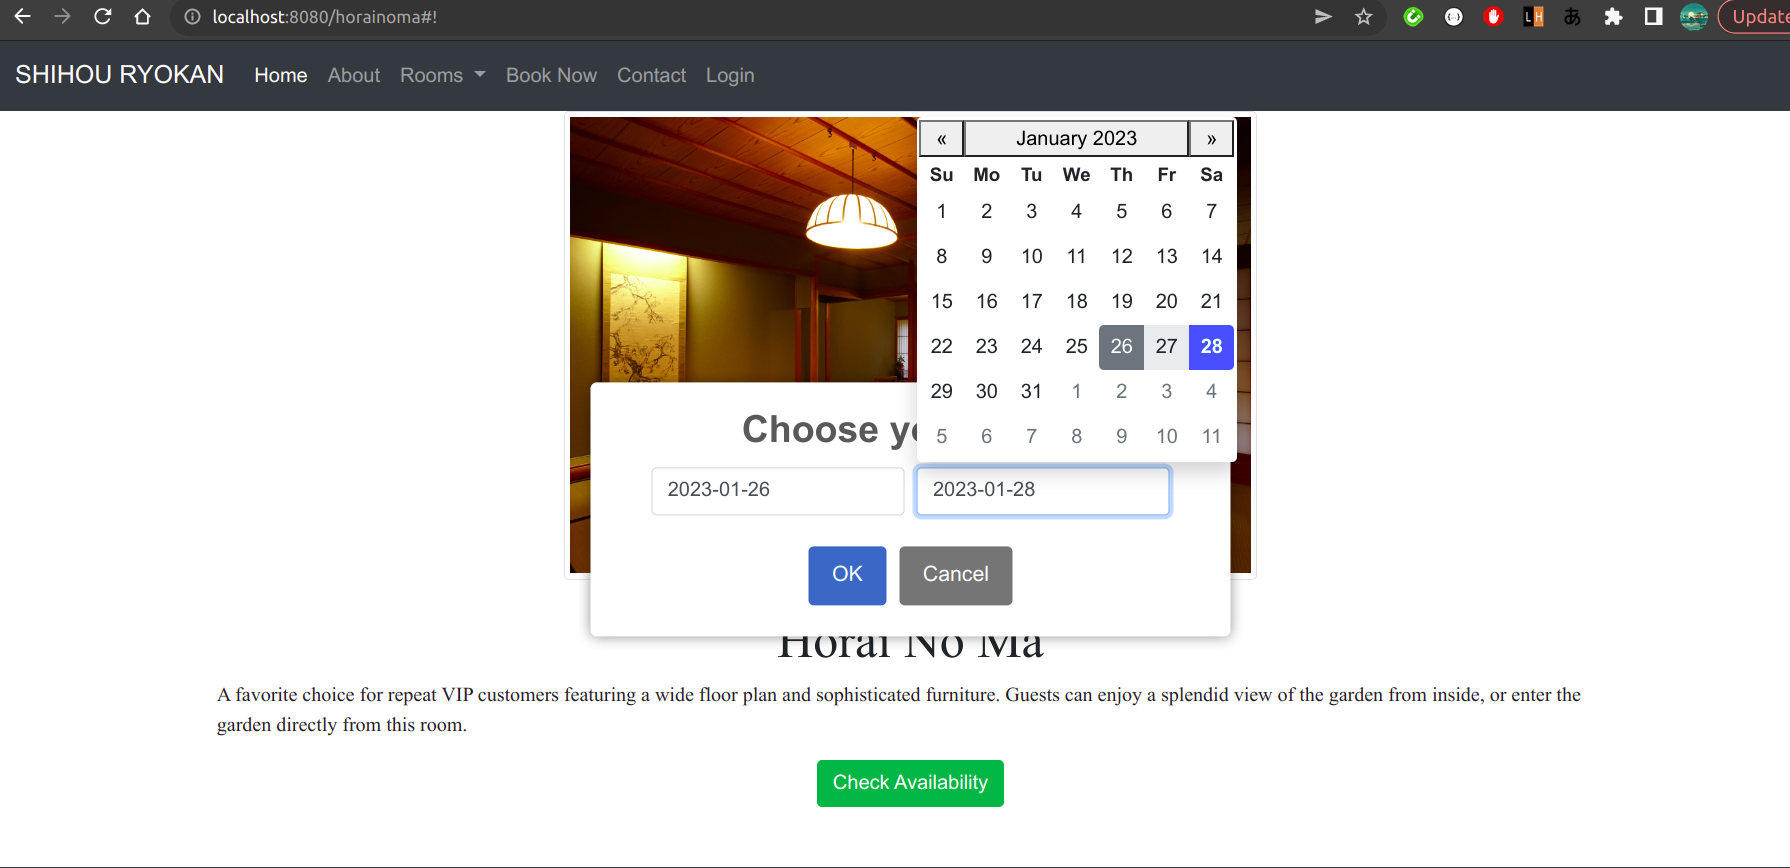 localhost:8080/horainoma#!
Update
SHIHOU RYOKAN Home About Rooms Book Now Contact Login
« January 2023 »
Su Mo Tu We Th Fr Sa
1 2 3 4 5 6 7
8 9 10 11 12 13 14
15 16 17 18 19 20 21
22 23 24 25 26 27 28
29 30 31 1 2 3 4
5 6 7 8 9 10 11
Choose
2023-01-26 2023-01-28
OK Cancel
Horai No Ma
A favorite choice for repeat VIP customers featuring a wide floor plan and sophisticated furniture. Guests can enjoy a splendid view of the garden from inside, or enter the
garden directly from this room.
Check Availability